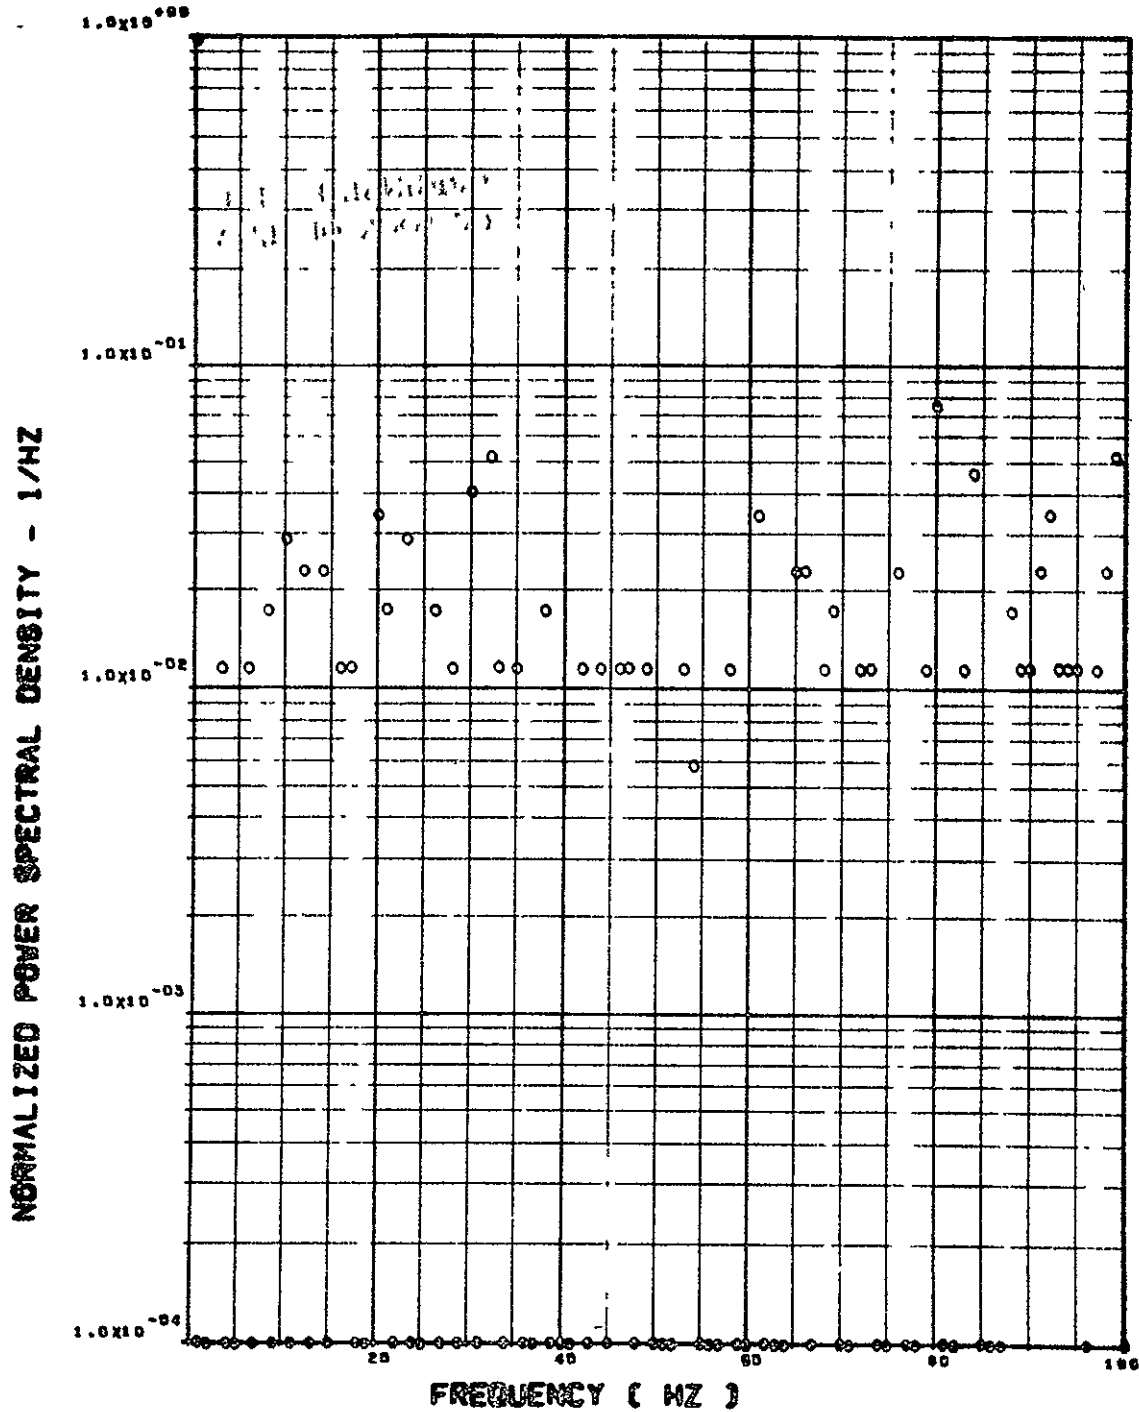 1.0X10+00
1.0X10-01
1.0X10-02
1.0X10-03
1.0X10-04
NORMALIZED POWER SPECTRAL DENSITY - 1/HZ
20 40 60 80 100
FREQUENCY ( HZ )